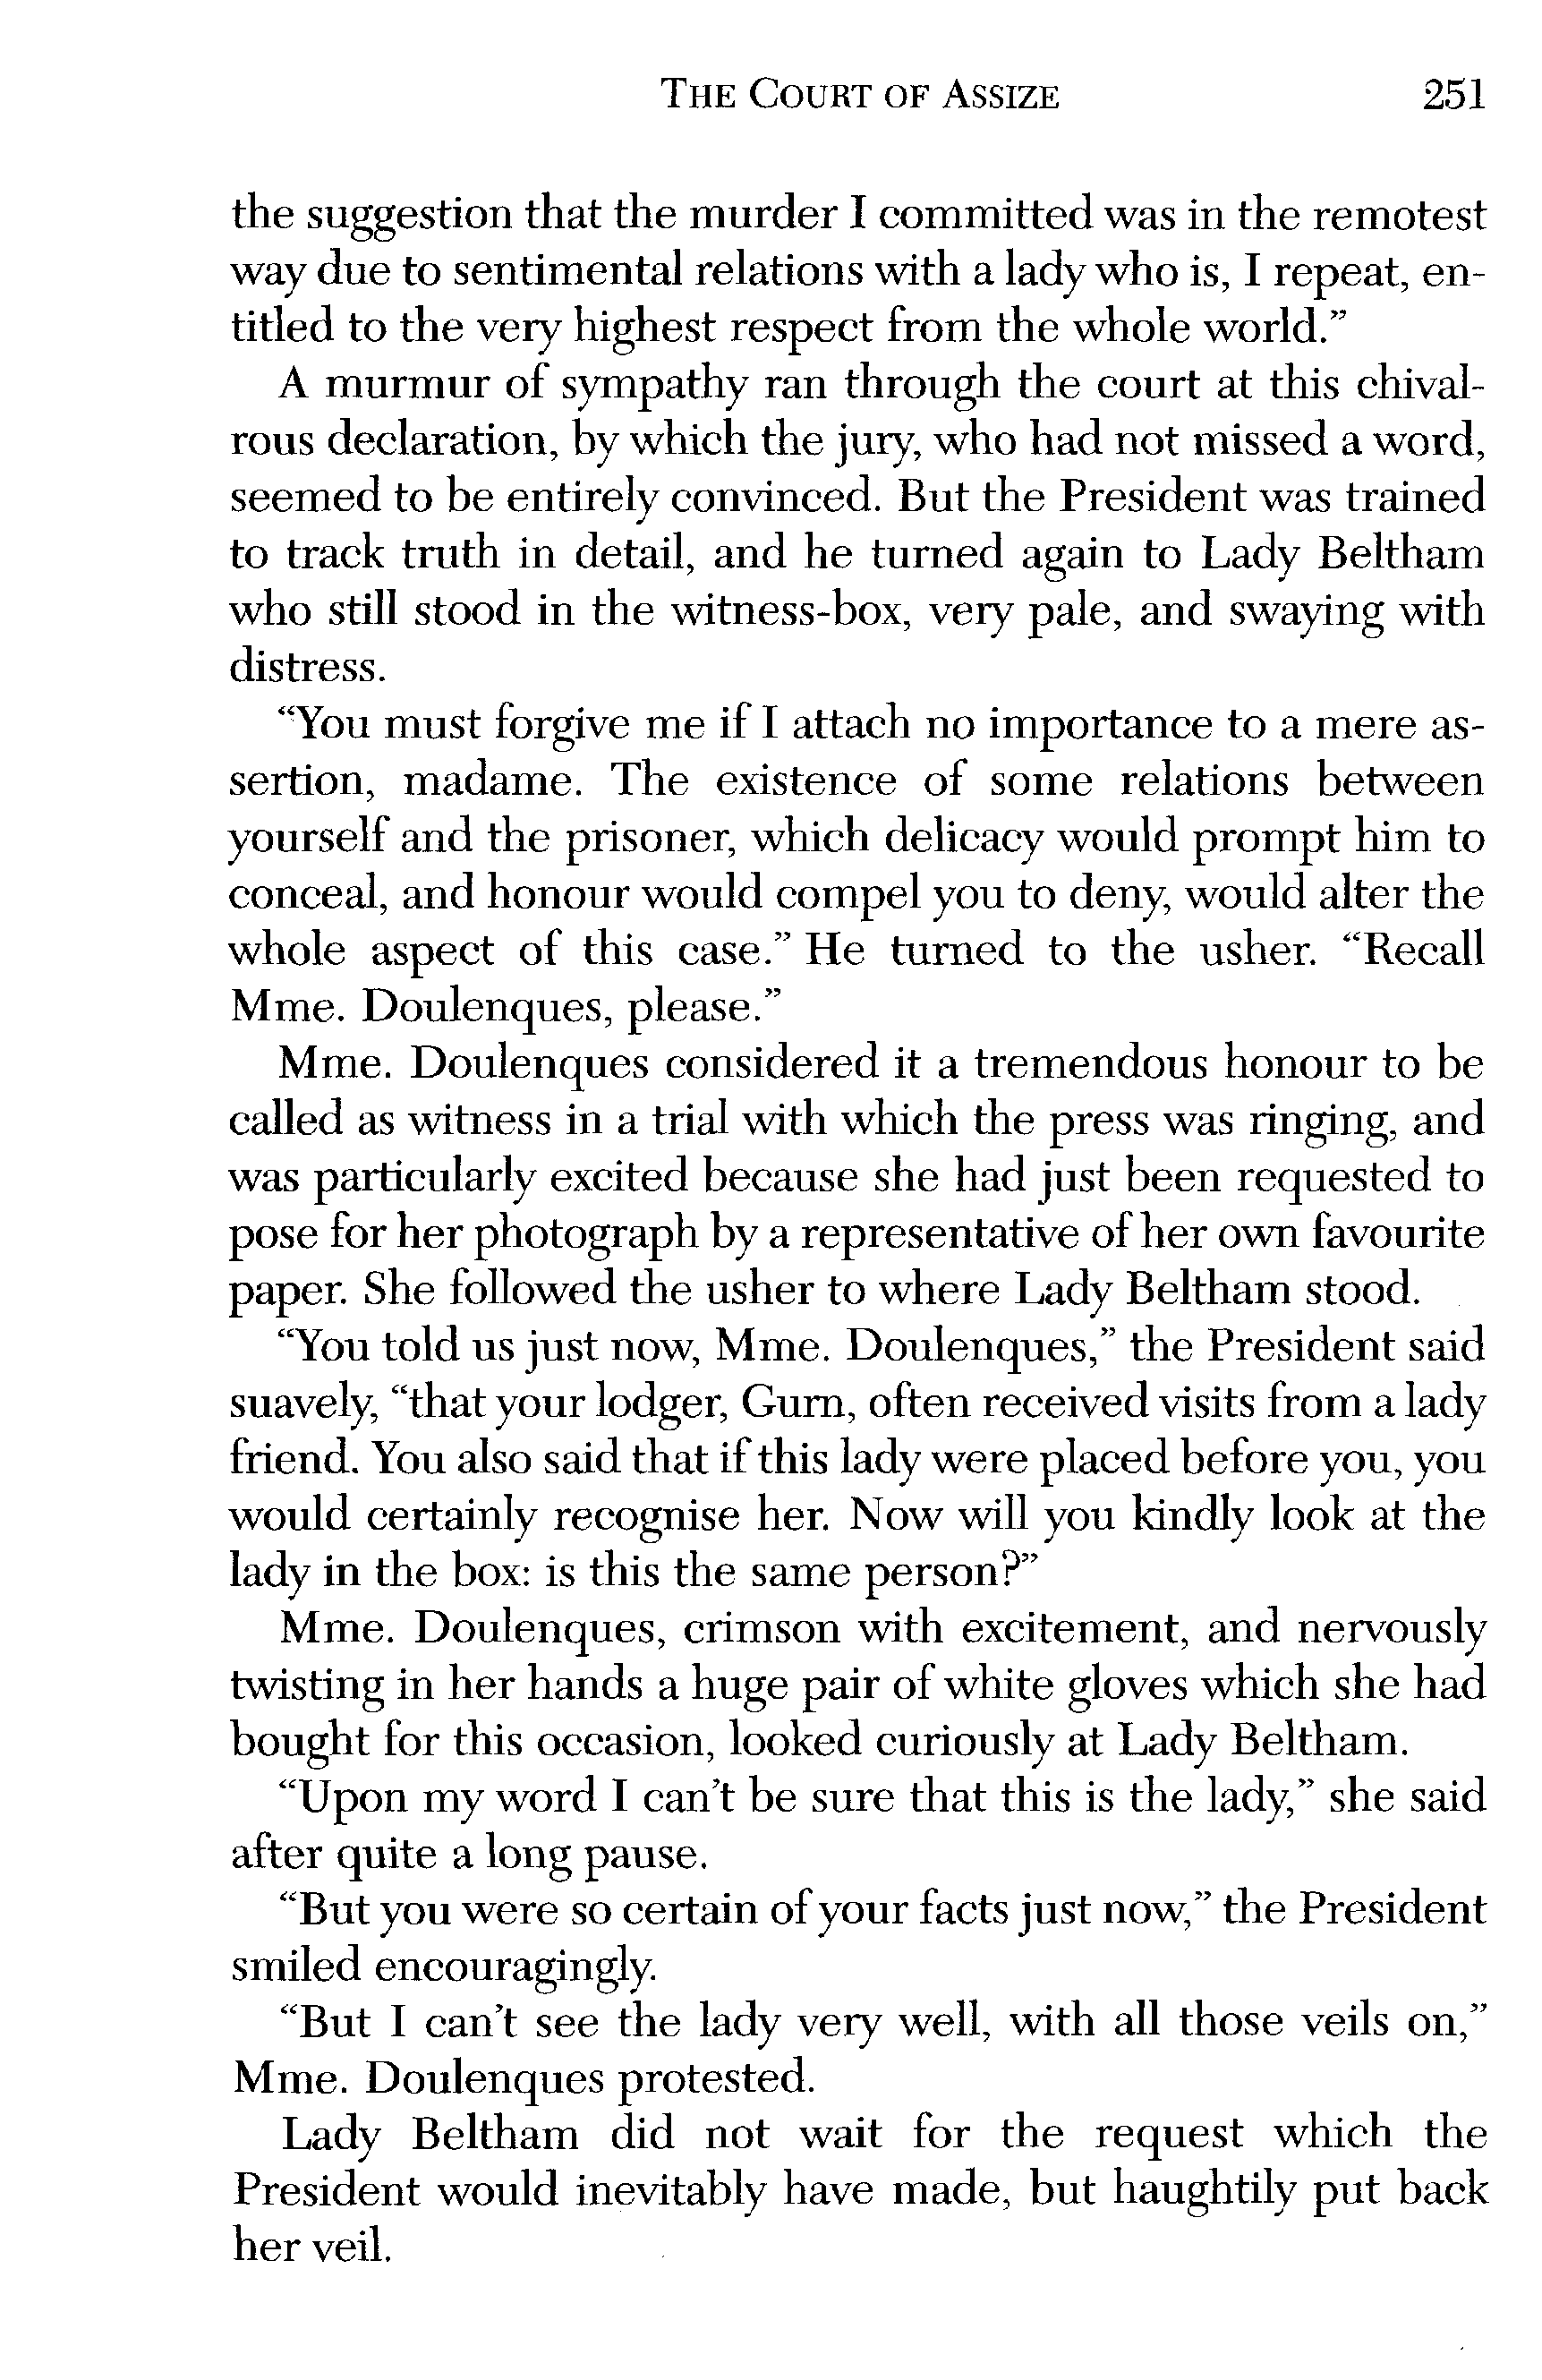 THE COURT OF ASSIZE 251
the suggestion that the murder I committed was in the remotest
way due to sentimental relations with a lady who is, I repeat, en-
titled to the very highest respect from the whole world.”
A murmur of sympathy ran through the court at this chival-
rous declaration, by which the jury, who had not missed a word,
seemed to be entirely convinced. But the President was trained
to track truth in detail, and he turned again to Lady Beltham
who still stood in the witness-box, very pale, and swaying with
distress.
“You must forgive me if I attach no importance to a mere as-
sertion, madame. The existence of some relations between
yourself and the prisoner, which delicacy would prompt him to
conceal, and honour would compel you to deny, would alter the
whole aspect of this case.” He turned to the usher. “Recall
Mme. Doulenques, please.”
Mme. Doulenques considered it a tremendous honour to be
called as witness in a trial with which the press was ringing, and
was particularly excited because she had just been requested to
pose for her photograph by a representative of her own favourite
paper. She followed the usher to where Lady Beltham stood.
“You told us just now, Mme. Doulenques,” the President said
suavely, “that your lodger, Gurn, often received visits from a lady
friend. You also said that if this lady were placed before you, you
would certainly recognise her. Now will you kindly look at the
lady in the box: is this the same person?”
Mme. Doulenques, crimson with excitement, and nervously
twisting in her hands a huge pair of white gloves which she had
bought for this occasion, looked curiously at Lady Beltham.
“Upon my word I can’t be sure that this is the lady,” she said
after quite a long pause.
“But you were so certain of your facts just now,” the President
smiled encouragingly.
“But I can’t see the lady very well, with all those veils on,”
Mme. Doulenques protested.
Lady Beltham did not wait for the request which the
President would inevitably have made, but haughtily put back
her veil.